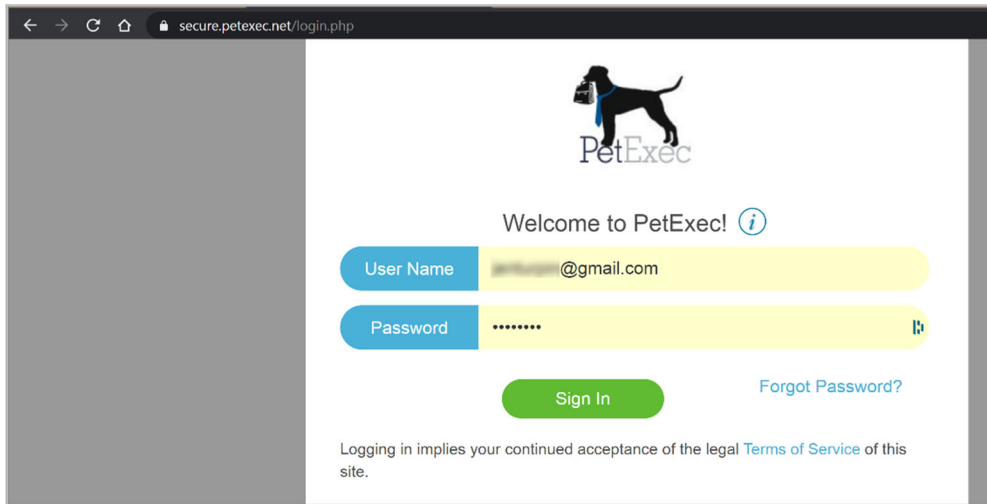 secure.petexec.net/login.php
PetExec
Welcome to PetExec! i
User Name
@gmail.com
Password
••••••••
Sign In
Forgot Password?
Logging in implies your continued acceptance of the legal Terms of Service of this
site.